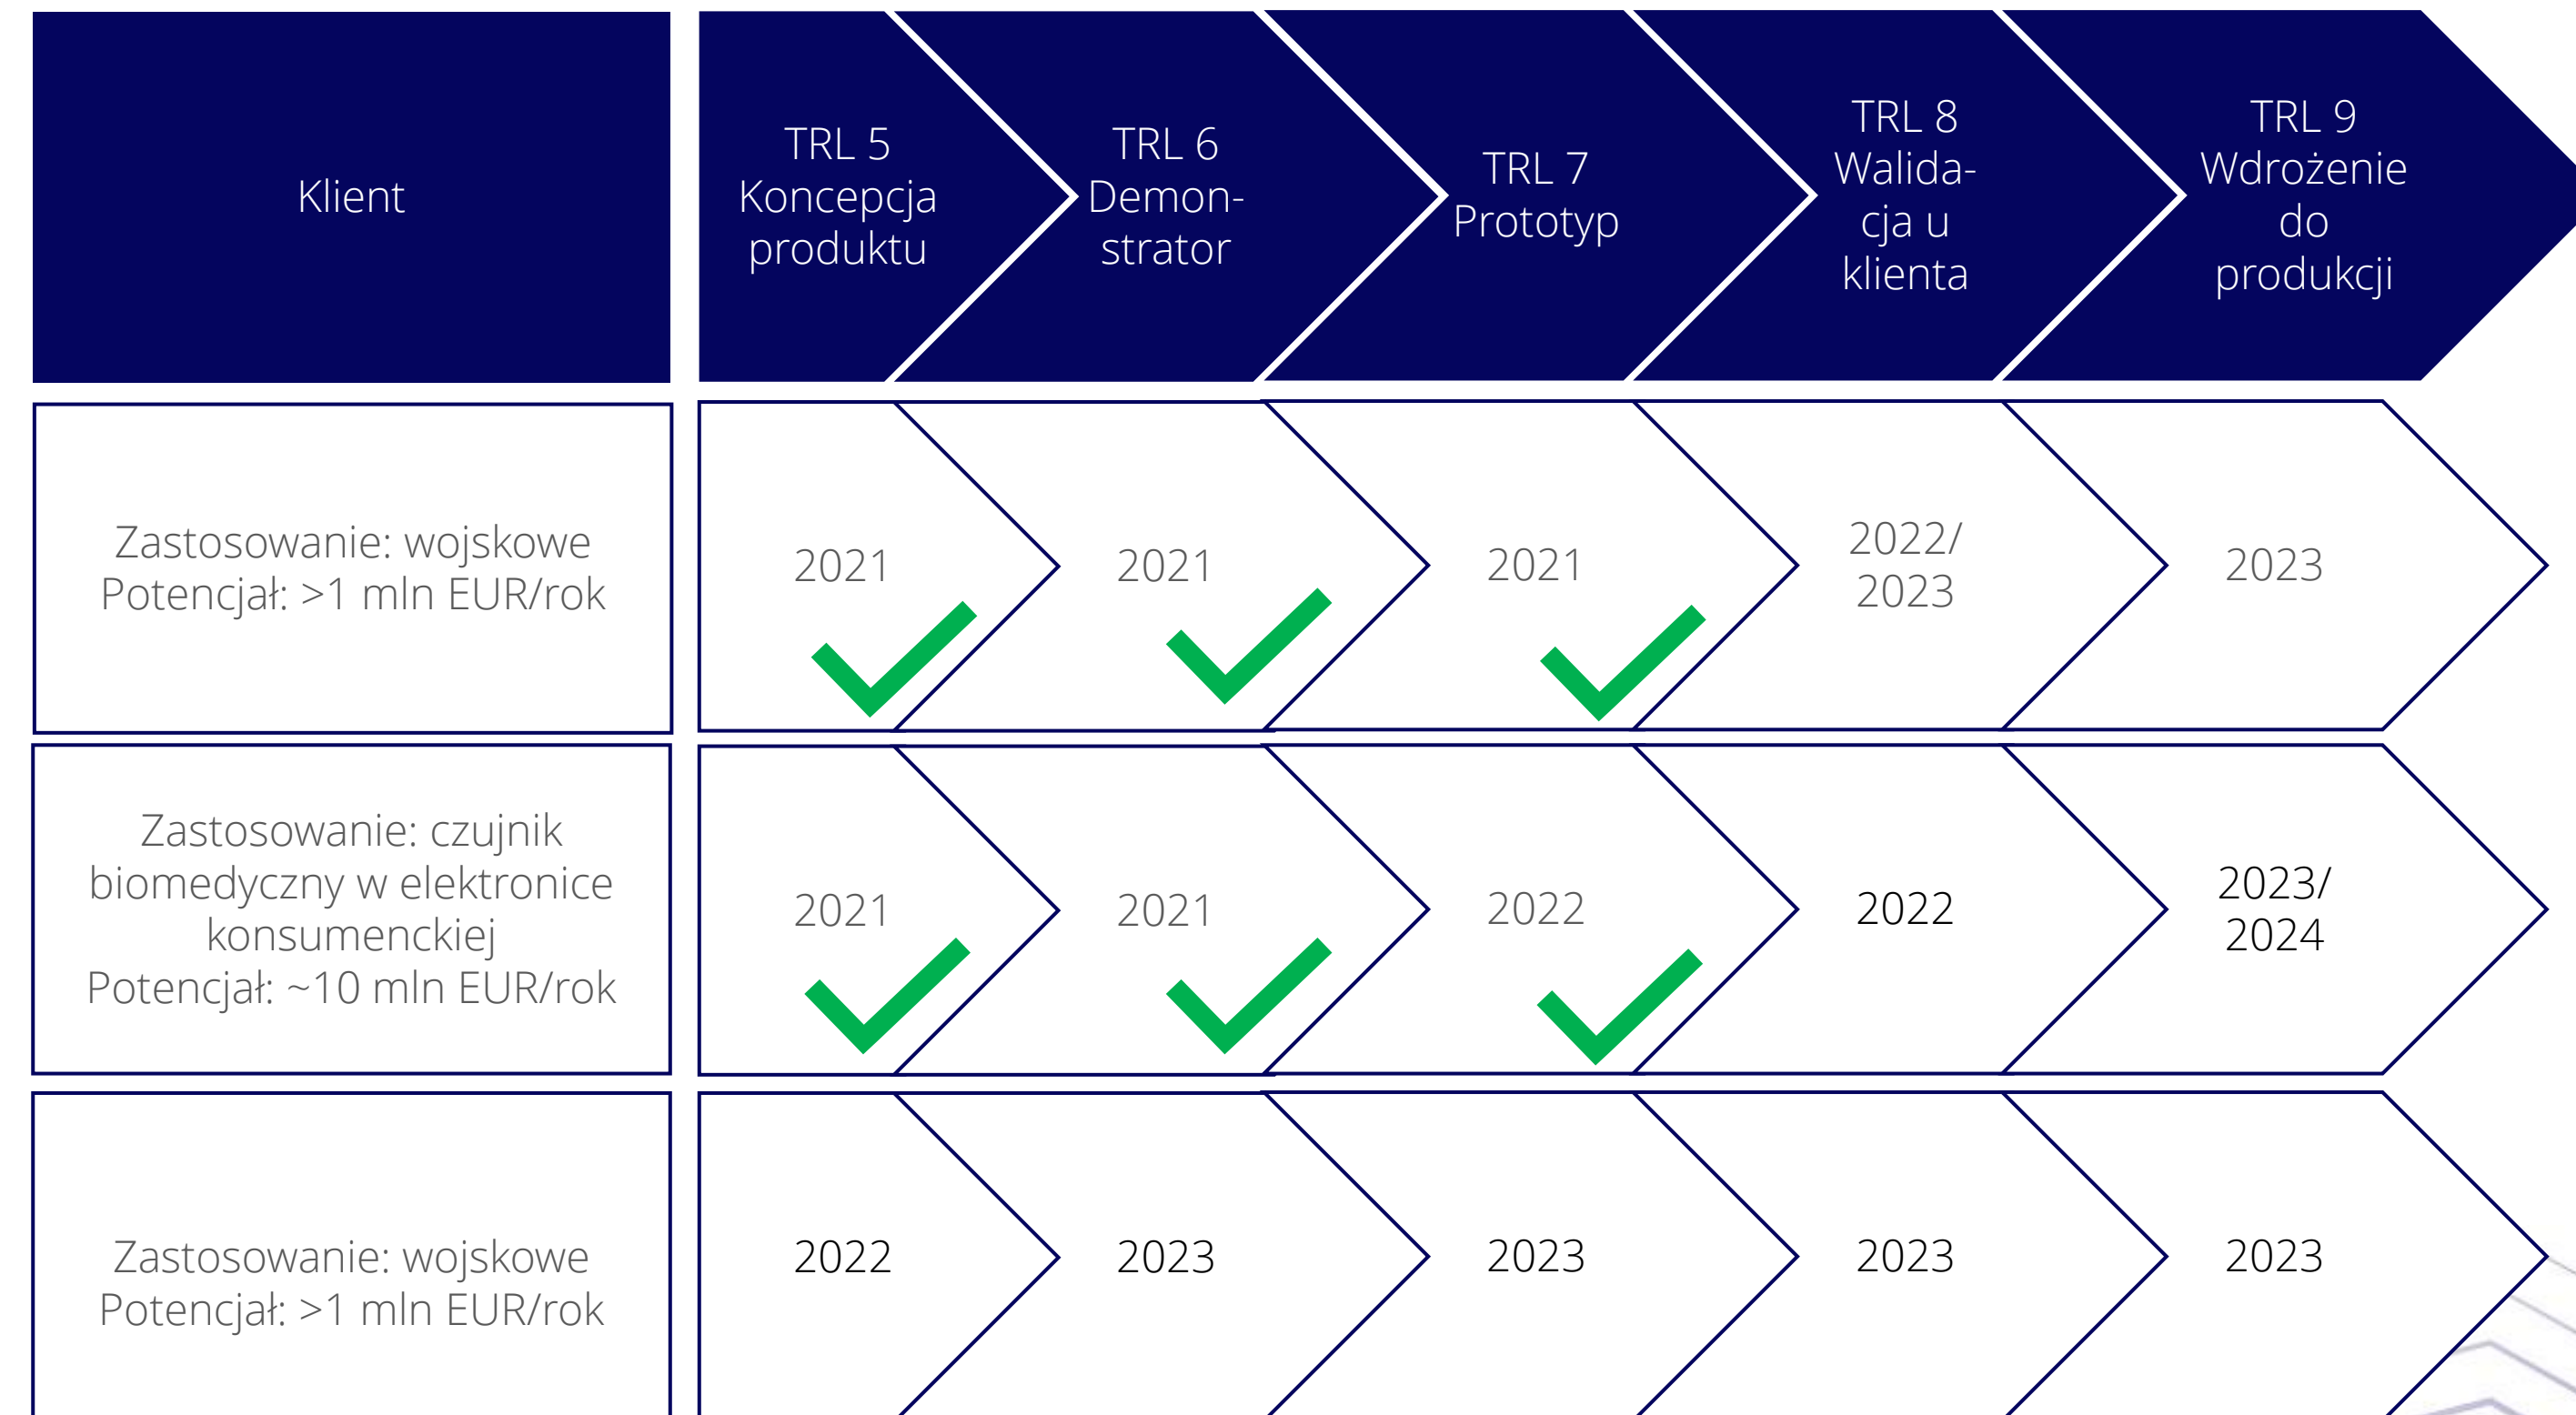 Klient
TRL 5
Koncepcja
produktu
TRL 6
Demon-
strator
TRL 7
Prototyp
TRL 8
Walida-
cja u
klienta
TRL 9
Wdrożenie
do
produkcji
Zastosowanie: wojskowe
Potencjał: >1 mln EUR/rok
2021
2021
2021
2022/
2023
2023
Zastosowanie: czujnik
biomedyczny w elektronice
konsumenckiej
Potencjał: ~10 mln EUR/rok
2021
2021
2022
2022
2023/
2024
Zastosowanie: wojskowe
Potencjał: >1 mln EUR/rok
2022
2023
2023
2023
2023